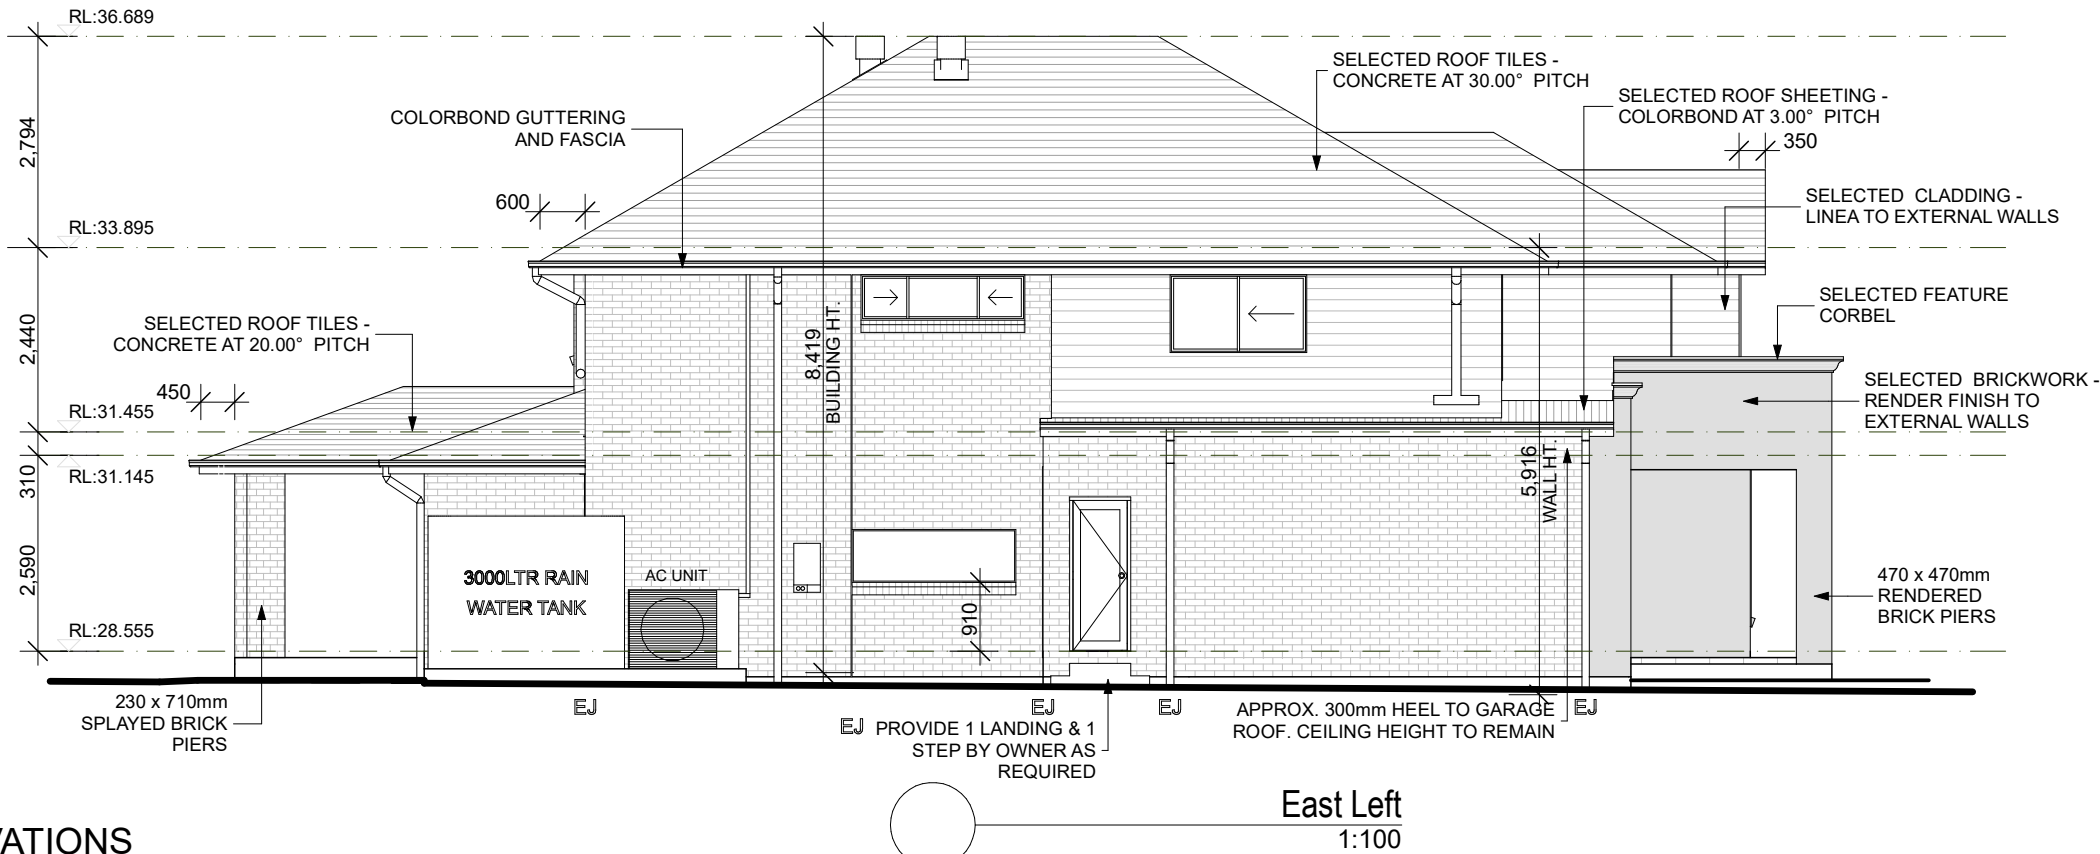 RL:36.689
SELECTED ROOF TILES -
CONCRETE AT 30.00° PITCH
SELECTED ROOF SHEETING -
COLORBOND AT 3.00° PITCH
COLORBOND GUTTERING
AND FASCIA
350
2,794
600
SELECTED CLADDING -
LINEA TO EXTERNAL WALLS
RL:33.895
SELECTED FEATURE
CORBEL
SELECTED ROOF TILES -
CONCRETE AT 20.00° PITCH
2,440
8,419
BUILDING HT.
450
SELECTED BRICKWORK -
RENDER FINISH TO
EXTERNAL WALLS
RL:31.455
310
RL:31.145
5,916
WALL HT.
2,590
3000LTR RAIN
WATER TANK
AC UNIT
910
470 x 470mm
RENDERED
BRICK PIERS
RL:28.555
230 x 710mm
SPLAYED BRICK
PIERS
EJ
EJ
EJ
EJ
EJ
PROVIDE 1 LANDING & 1
STEP BY OWNER AS
REQUIRED
APPROX. 300mm HEEL TO GARAGE
ROOF. CEILING HEIGHT TO REMAIN
East Left
1:100
VATIONS